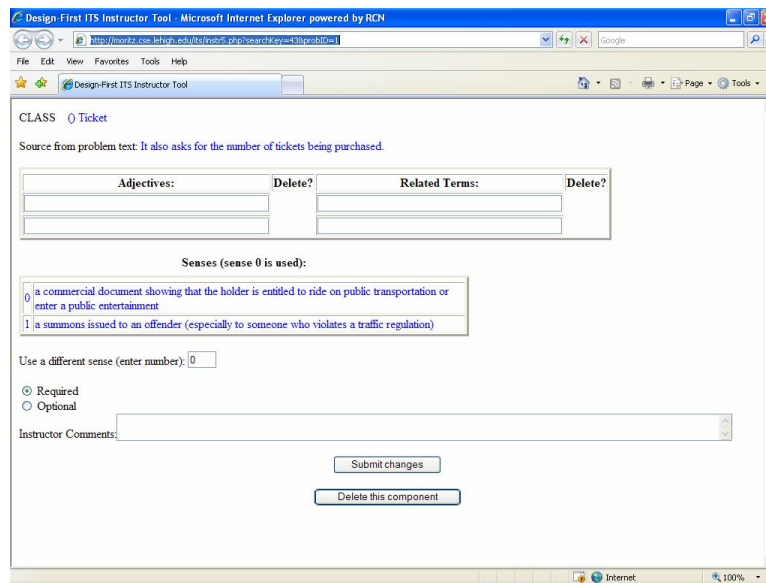 Design-First ITS Instructor Tool - Microsoft Internet Explorer powered by RCN
http://moritz.cse.lehigh.edu/its/instr5.php?searchKey=43&probID=1
Google
File Edit View Favorites Tools Help
Design-First ITS Instructor Tool
Page Tools
CLASS () Ticket
Source from problem text: It also asks for the number of tickets being purchased.
Adjectives: Delete? Related Terms: Delete?
Senses (sense 0 is used):
0 a commercial document showing that the holder is entitled to ride on public transportation or
enter a public entertainment
1 a summons issued to an offender (especially to someone who violates a traffic regulation)
Use a different sense (enter number): 0
Required
Optional
Instructor Comments:
Submit changes
Delete this component
Internet 100%